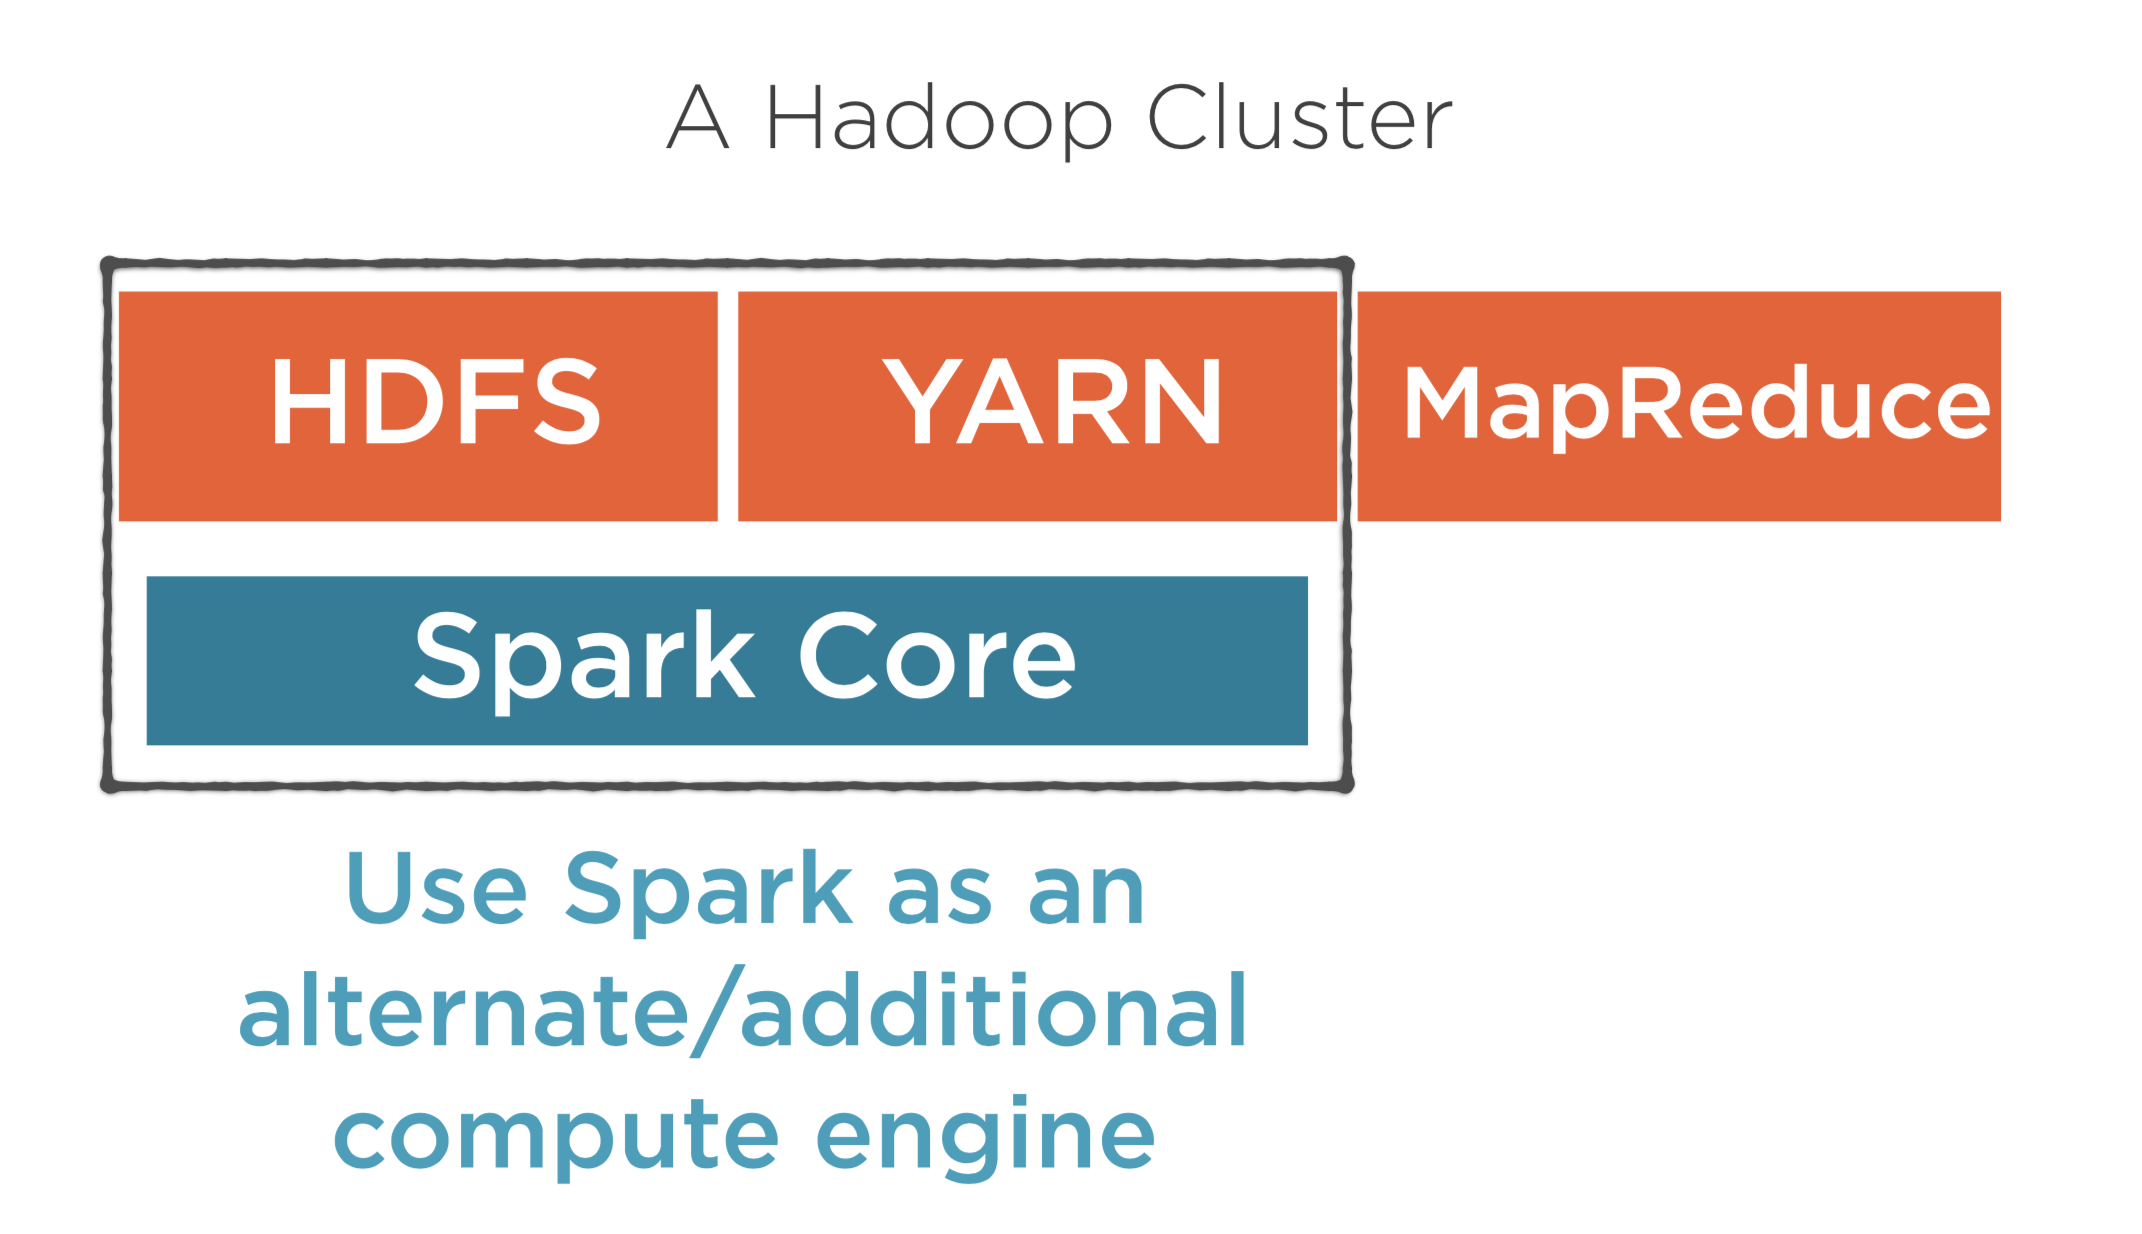 A Hadoop Cluster
HDFS
YARN
MapReduce
Spark Core
Use Spark as an
alternate/additional
compute engine